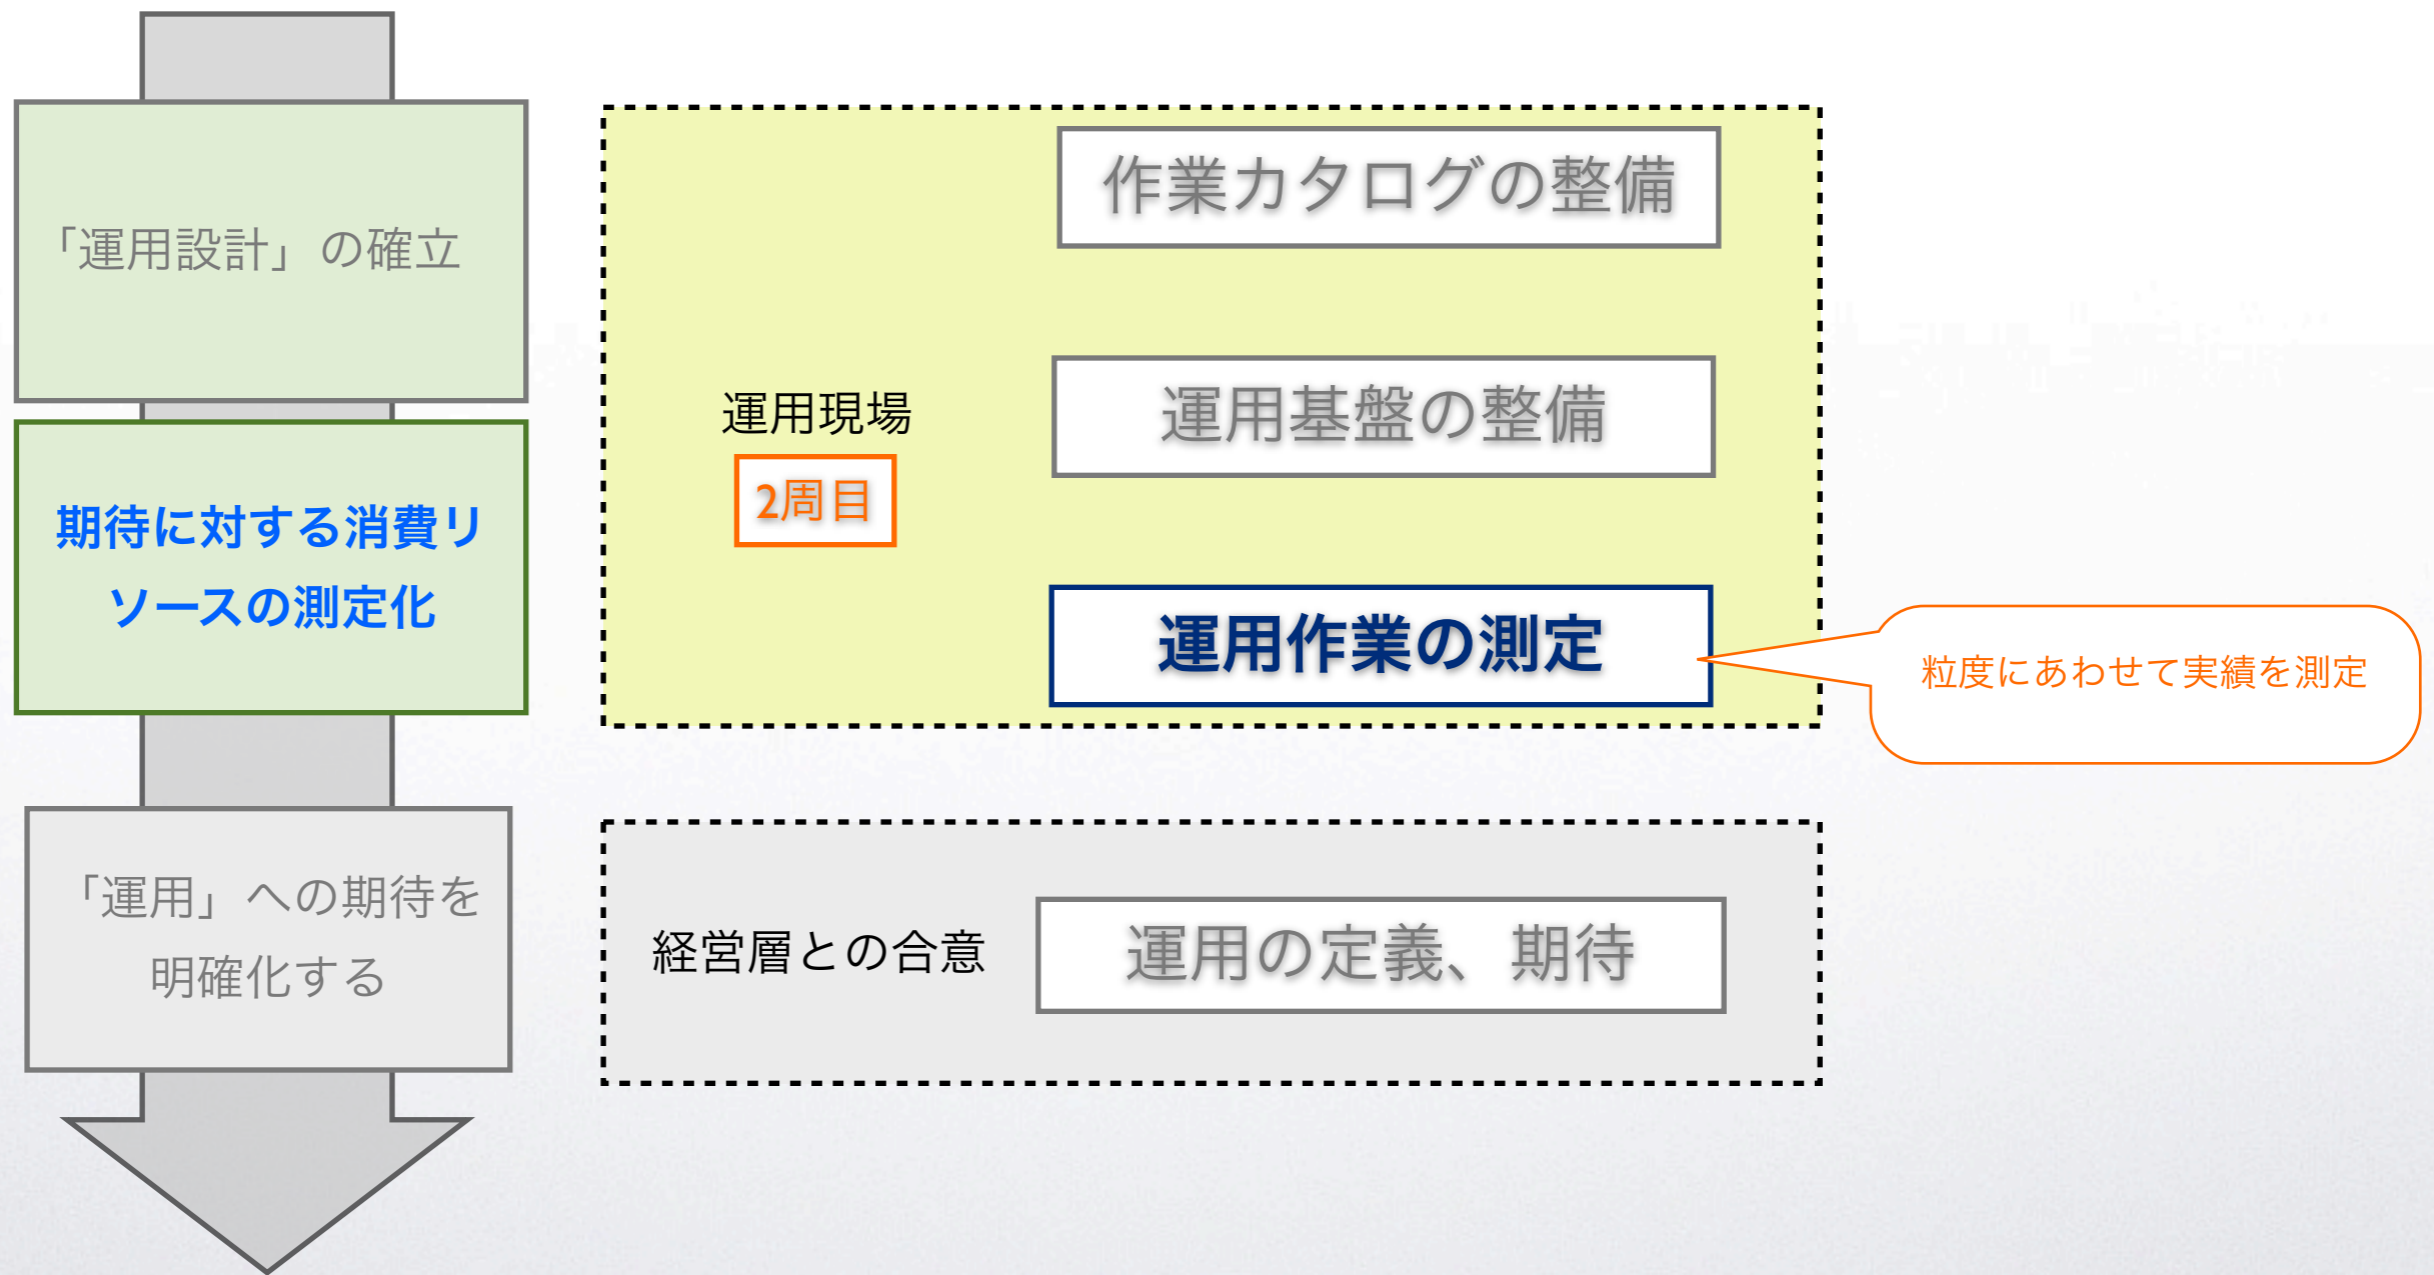 「運用設計」の確立
期待に対する消費リ
ソースの測定化
「運用」への期待を
明確化する
運用現場
2周目
作業カタログの整備
運用基盤の整備
運用作業の測定
粒度にあわせて実績を測定
経営層との合意
運用の定義、期待